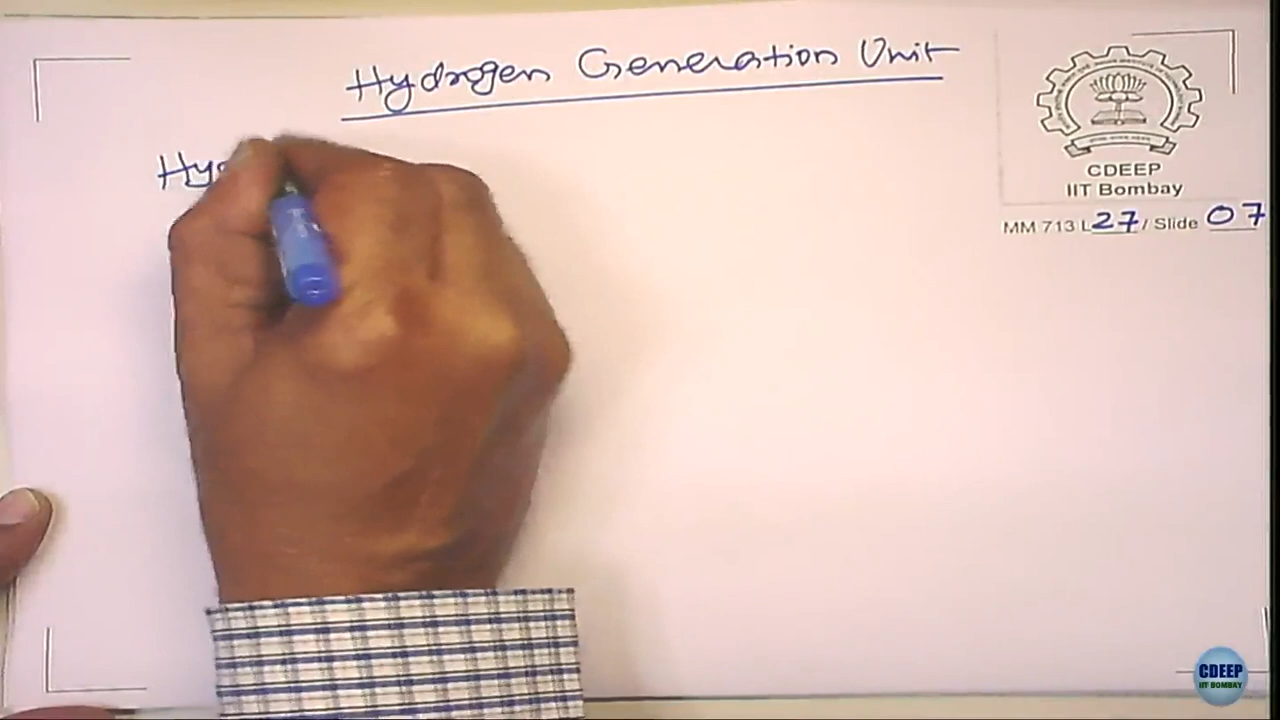 Hydrogen Generation Unit
CDEEP
IIT Bombay
MM 713 L27 / Slide 07
CDEEP
IIT BOMBAY